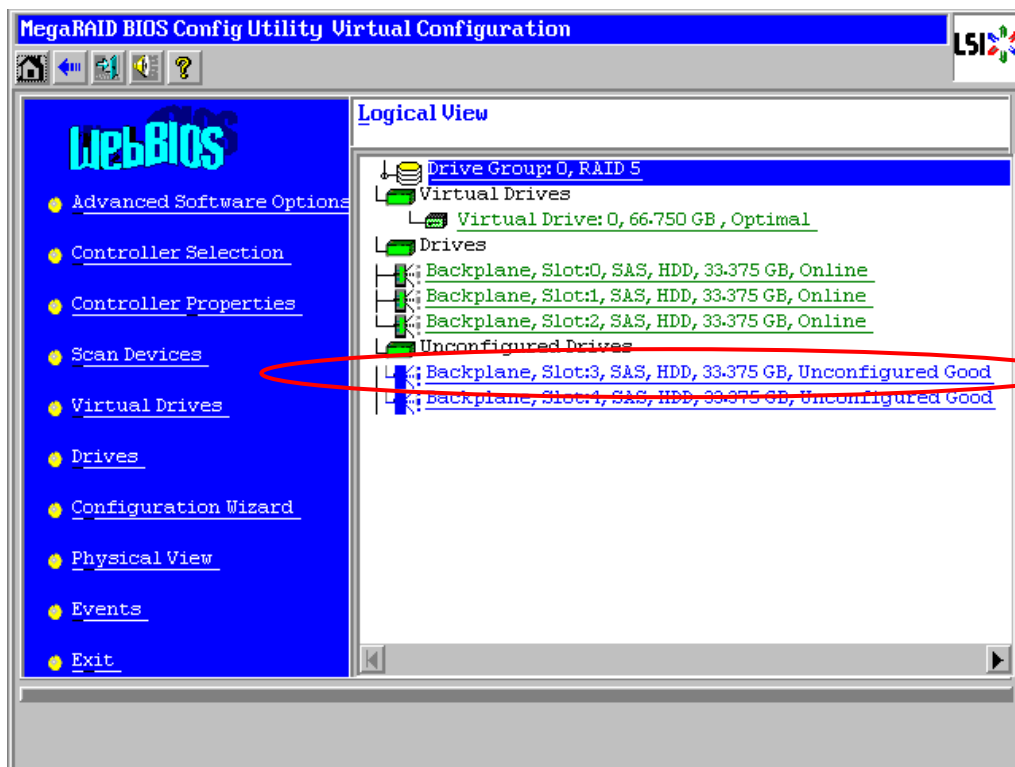 MegaRAID BIOS Config Utility Virtual Configuration
LSI
WebBIOS
Logical View
Advanced Software Options
Controller Selection
Controller Properties
Scan Devices
Virtual Drives
Drives
Configuration Wizard
Physical View
Events
Exit
Drive Group: 0, RAID 5
Virtual Drives
Virtual Drive: 0, 66.750 GB , Optimal
Drives
Backplane, Slot:0, SAS, HDD, 33.375 GB, Online
Backplane, Slot:1, SAS, HDD, 33.375 GB, Online
Backplane, Slot:2, SAS, HDD, 33.375 GB, Online
Unconfigured Drives
Backplane, Slot:3, SAS, HDD, 33.375 GB, Unconfigured Good
Backplane, Slot:4, SAS, HDD, 33.375 GB, Unconfigured Good